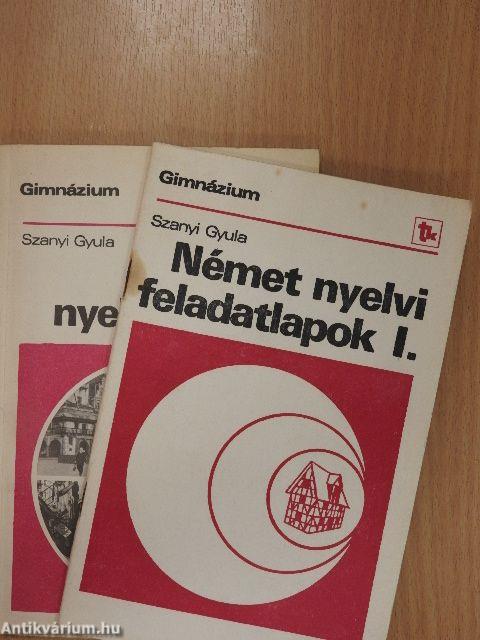 Gimnázium
Szanyi Gyula
nye
Gimnázium
tk
Szanyi Gyula
Német nyelvi
feladatlapok I.
Antikvárium.hu